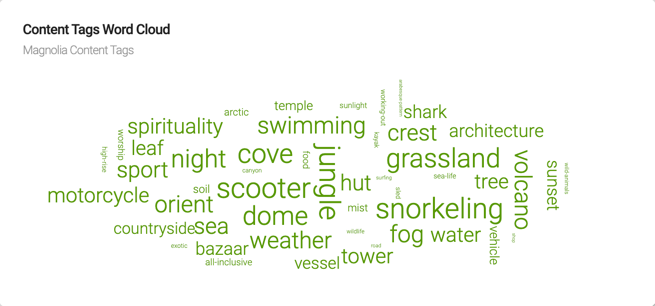 Content Tags Word Cloud
Magnolia Content Tags
arctic
temple
sunlight
working-out
shark
spirituality
swimming
crest
architecture
high-rise
worship
leaf
night
cove
food
jungle
kayak
grassland
volcano
sunset
wild-animals
sport
canyon
surfing
sea-life
tree
motorcycle
soil
scooter
hut
sled
orient
dome
mist
snorkeling
countryside
sea
weather
wildlife
fog
water
vehicle
exotic
bazaar
road
all-inclusive
vessel
tower